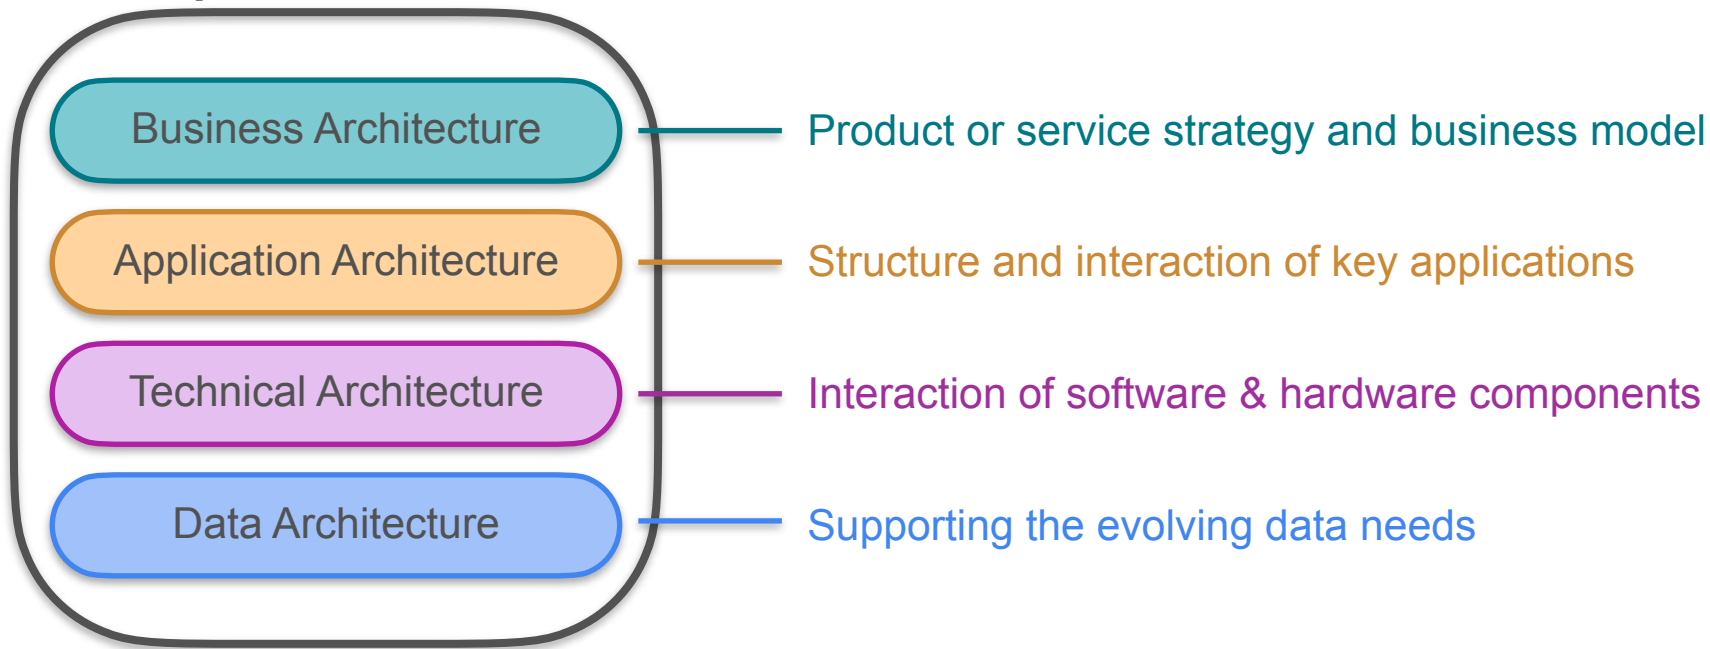 Business Architecture
Product or service strategy and business model
Application Architecture
Structure and interaction of key applications
Technical Architecture
Interaction of software & hardware components
Data Architecture
Supporting the evolving data needs